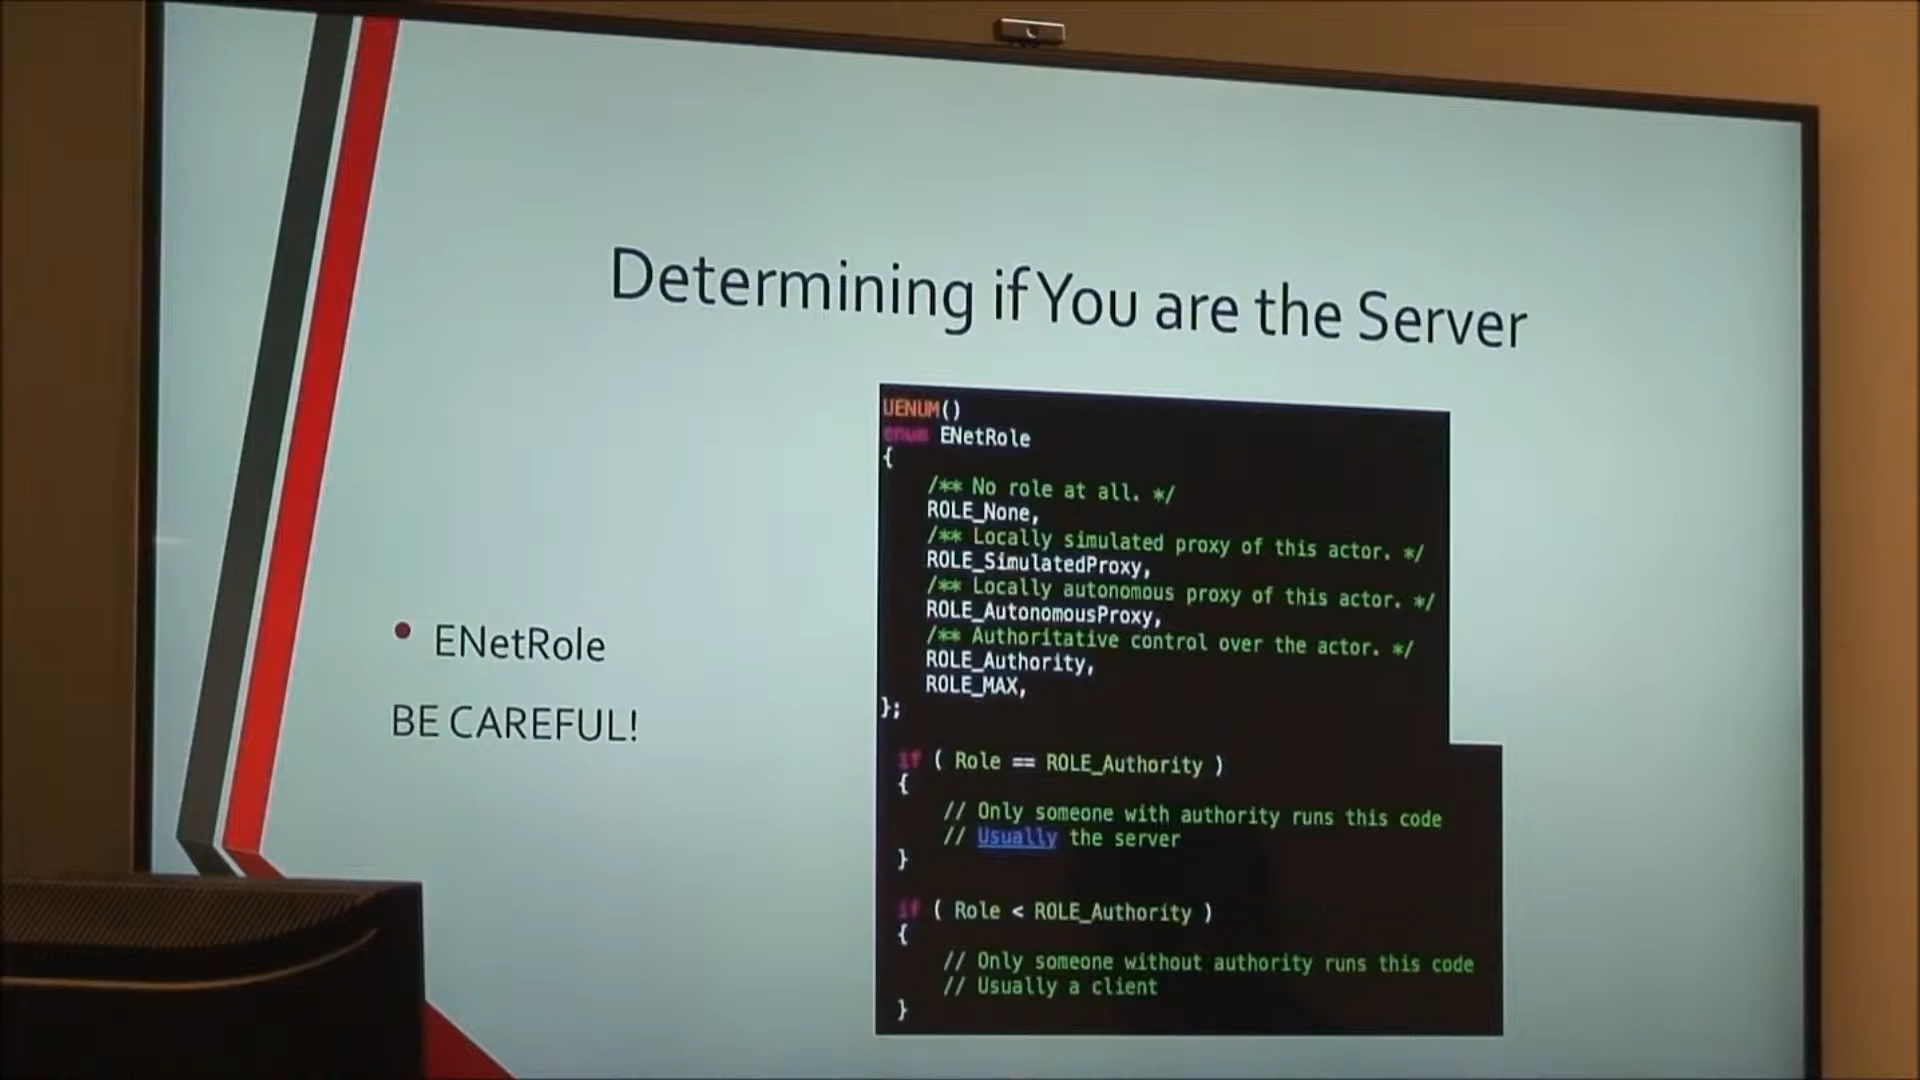 Determining if You are the Server
• ENetRole
BE CAREFUL!
UENUM()
enum ENetRole
{
/** No role at all. */
ROLE_None,
/** Locally simulated proxy of this actor. */
ROLE_SimulatedProxy,
/** Locally autonomous proxy of this actor. */
ROLE_AutonomousProxy,
/** Authoritative control over the actor. */
ROLE_Authority,
ROLE_MAX,
};
if ( Role == ROLE_Authority )
{
// Only someone with authority runs this code
// Usually the server
}
if ( Role < ROLE_Authority )
{
// Only someone without authority runs this code
// Usually a client
}